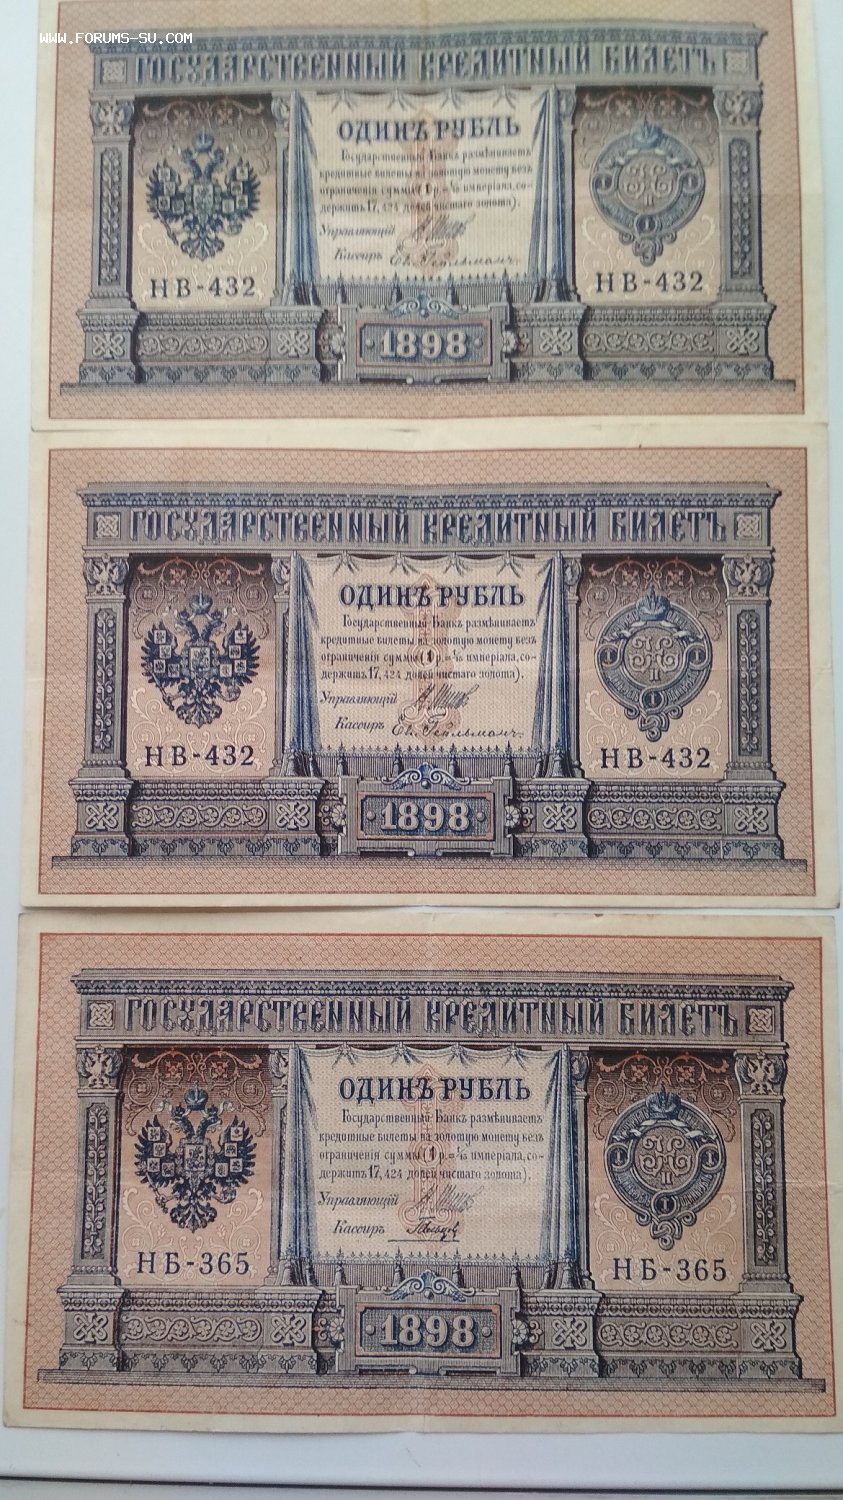 WWW.FORUMS-SU.COM
ГОСУДАРСТВЕННЫЙ КРЕДИТНЫЙ БИЛЕТЪ
ОДИНЪ РУБЛЬ
Государственный Банкъ размѣниваетъ
кредитные билеты на золотую монету безъ
ограниченія суммы (1 р. = 1/15 имперіала, со-
держитъ 17,424 долей чистаго золота).
Управляющій
Кассиръ
НВ-432 НВ-432
1898
ГОСУДАРСТВЕННЫЙ КРЕДИТНЫЙ БИЛЕТЪ
ОДИНЪ РУБЛЬ
Государственный Банкъ размѣниваетъ
кредитные билеты на золотую монету безъ
ограниченія суммы (1 р. = 1/15 имперіала, со-
держитъ 17,424 долей чистаго золота).
Управляющій
Кассиръ
НВ-432 НВ-432
1898
ГОСУДАРСТВЕННЫЙ КРЕДИТНЫЙ БИЛЕТЪ
ОДИНЪ РУБЛЬ
Государственный Банкъ размѣниваетъ
кредитные билеты на золотую монету безъ
ограниченія суммы (1 р. = 1/15 имперіала, со-
держитъ 17,424 долей чистаго золота).
Управляющій
Кассиръ
НБ-365 НБ-365
1898